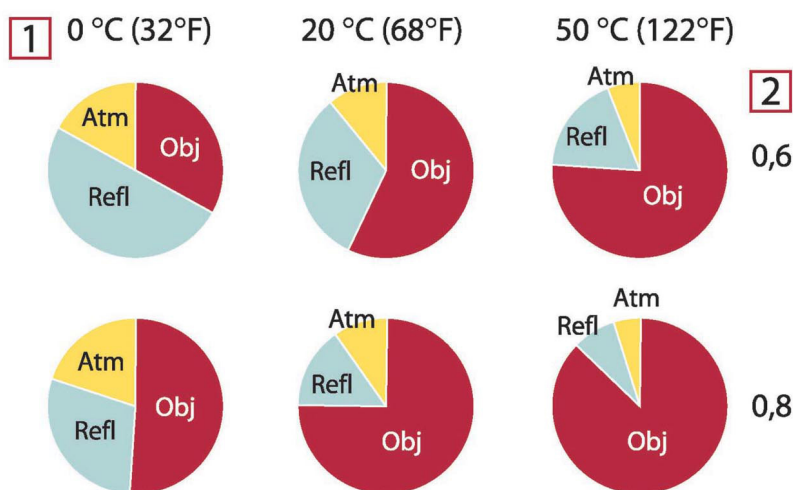 1 0 °C (32°F) 20 °C (68°F) 50 °C (122°F)
2
Atm Obj Refl
Atm Refl Obj
Atm Refl Obj
0,6
Atm Obj Refl
Atm Refl Obj
Atm Refl Obj
0,8